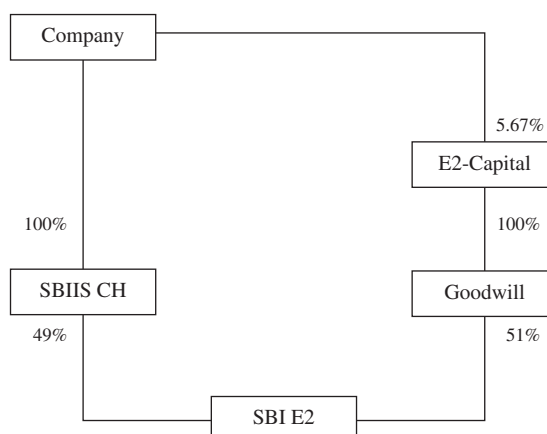 Company
5.67%
E2-Capital
100%
100%
SBIIS CH
Goodwill
49%
51%
SBI E2